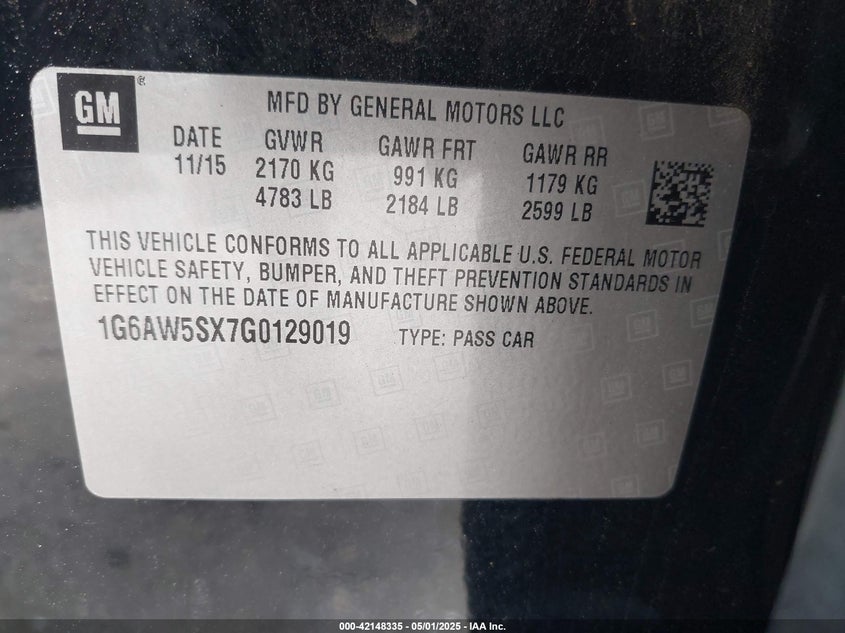 GM ®
MFD BY GENERAL MOTORS LLC
DATE GVWR GAWR FRT GAWR RR
11/15 2170 KG 991 KG 1179 KG
4783 LB 2184 LB 2599 LB
THIS VEHICLE CONFORMS TO ALL APPLICABLE U.S. FEDERAL MOTOR
VEHICLE SAFETY, BUMPER, AND THEFT PREVENTION STANDARDS IN
EFFECT ON THE DATE OF MANUFACTURE SHOWN ABOVE.
1G6AW5SX7G0129019 TYPE: PASS CAR
000-42148335 - 05/01/2025 - IAA Inc.